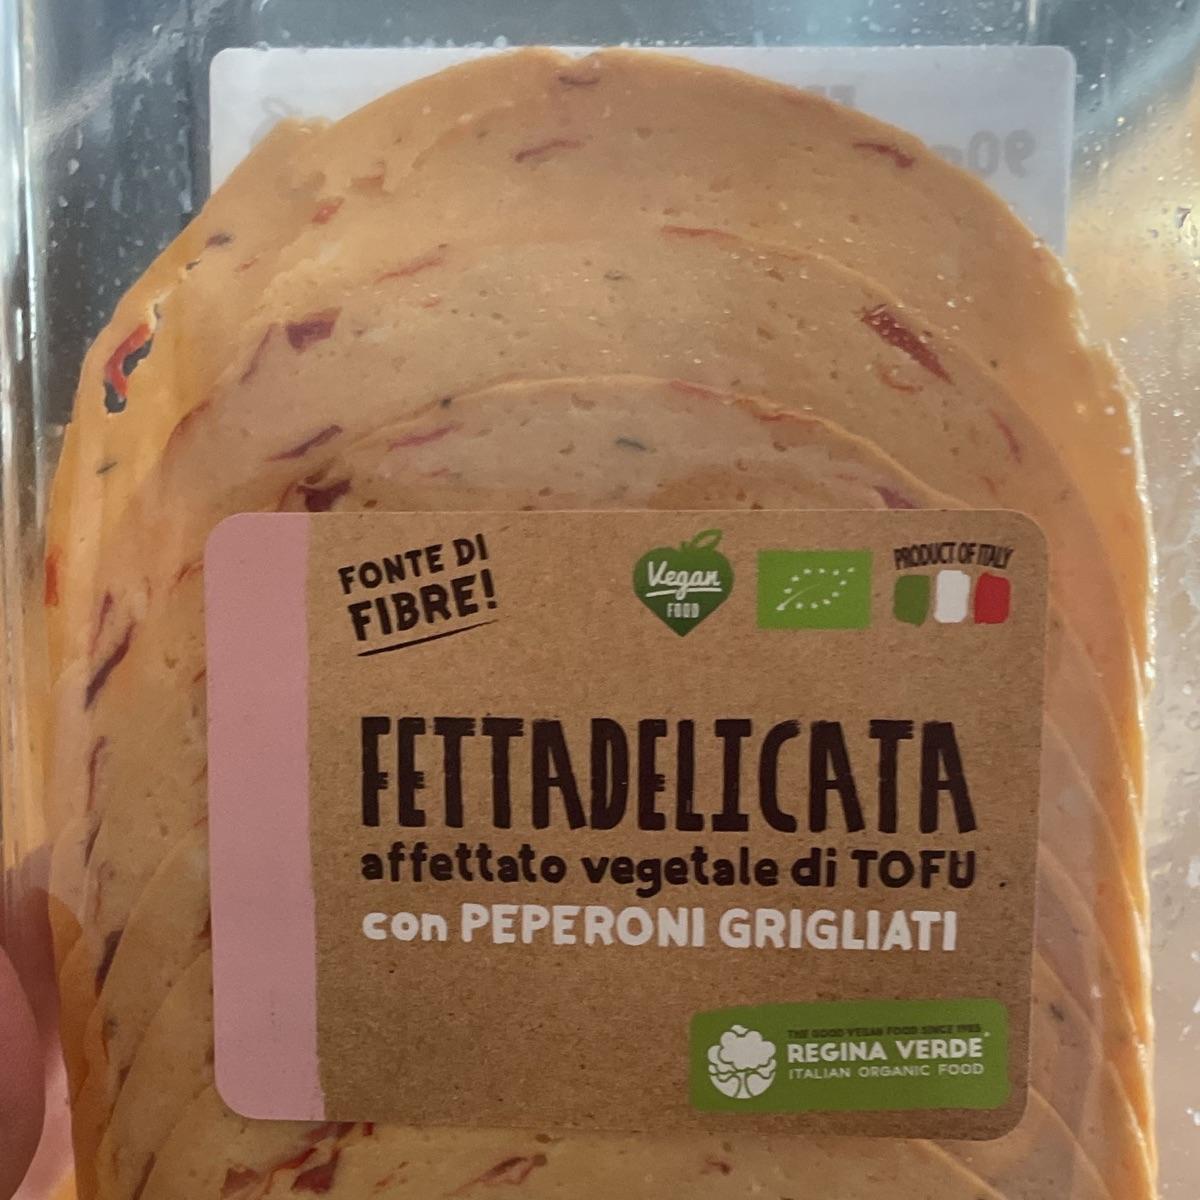 FONTE DI
FIBRE!
Vegan
FOOD
PRODUCT OF ITALY
FETTADELICATA
affettato vegetale di TOFU
con PEPERONI GRIGLIATI
THE GOOD VEGAN FOOD SINCE 1985
REGINA VERDE
ITALIAN ORGANIC FOOD